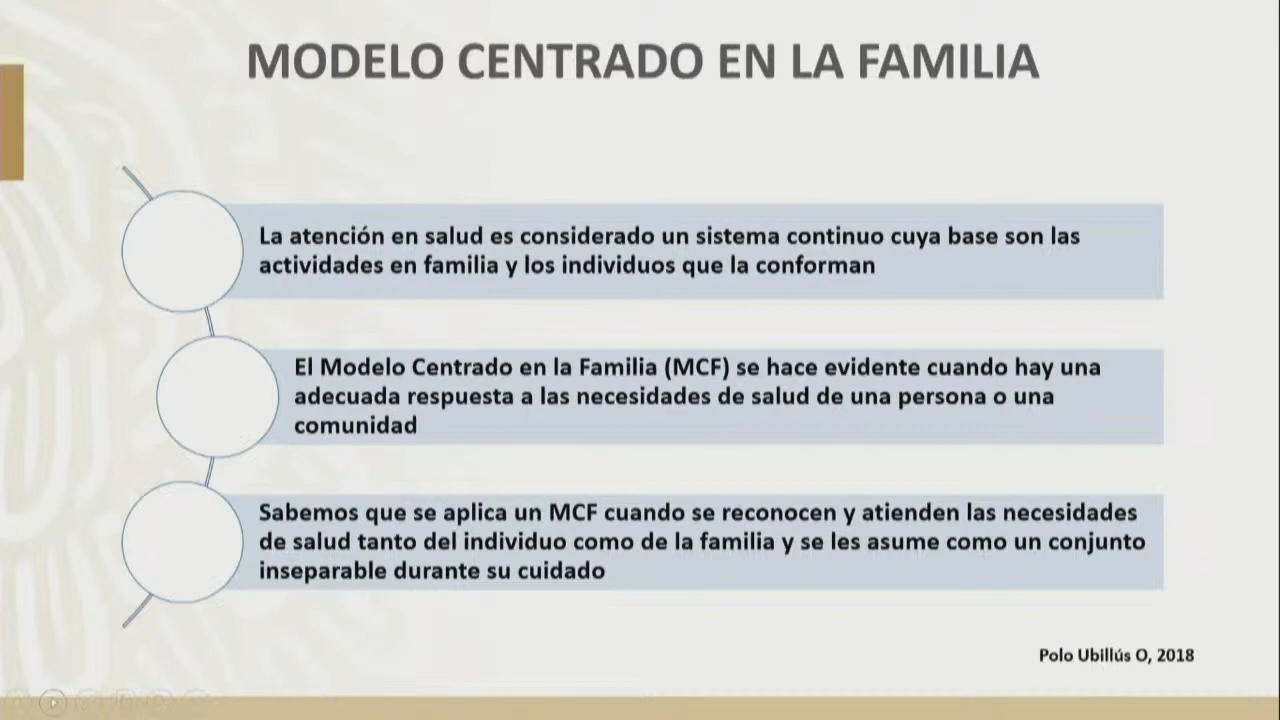 MODELO CENTRADO EN LA FAMILIA
La atención en salud es considerado un sistema continuo cuya base son las
actividades en familia y los individuos que la conforman
El Modelo Centrado en la Familia (MCF) se hace evidente cuando hay una
adecuada respuesta a las necesidades de salud de una persona o una
comunidad
Sabemos que se aplica un MCF cuando se reconocen y atienden las necesidades
de salud tanto del individuo como de la familia y se les asume como un conjunto
inseparable durante su cuidado
Polo Ubillús O, 2018